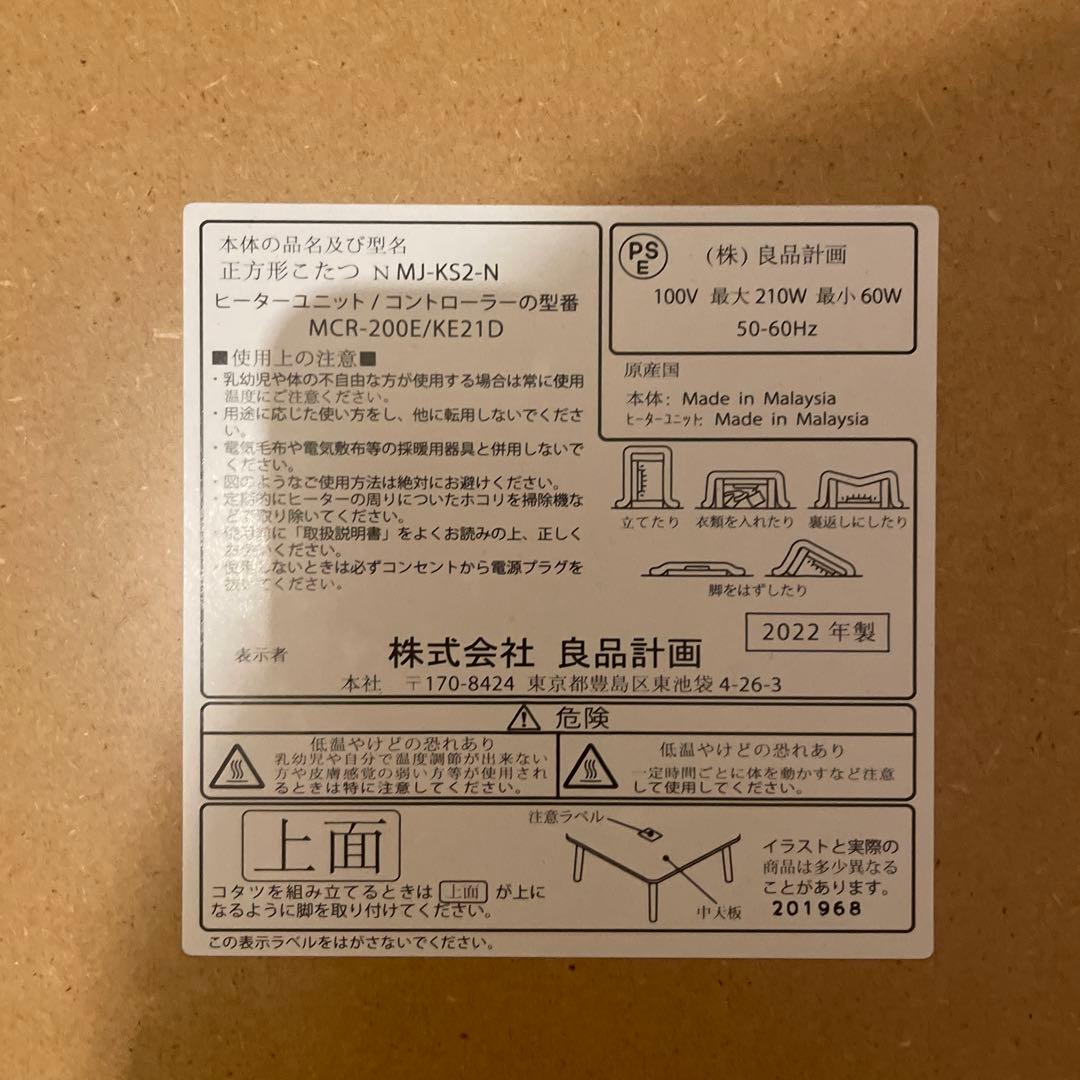 本体の品名及び型名
正方形こたつ N MJ-KS2-N
ヒーターユニット/コントローラーの型番
MCR-200E/KE21D
■使用上の注意■
・乳幼児や体の不自由な方が使用する場合は常に使用
温度にご注意ください。
・用途に応じた使い方をし、他に転用しないでくださ
い。
・電気毛布や電気敷布等の採暖用器具と併用しないで
ください。
・図のようなご使用方法は絶対にお避けください。
・定期的にヒーターの周りについたホコリを掃除機な
どで取り除いてください。
・使用前に「取扱説明書」をよくお読みの上、正しく
お使いください。
・使用しないときは必ずコンセントから電源プラグを
抜いてください。
PSE
(株)良品計画
100V 最大210W 最小60W
50-60Hz
原産国
本体: Made in Malaysia
ヒーターユニット: Made in Malaysia
立てたり 衣類を入れたり 裏返しにしたり
脚をはずしたり
2022 年製
表示者 株式会社 良品計画
本社 〒170-8424 東京都豊島区東池袋4-26-3
危険
低温やけどの恐れあり
乳幼児や自分で温度調節が出来ない
方や皮膚感覚の弱い方等が使用され
るときは特に注意してください。
低温やけどの恐れあり
一定時間ごとに体を動かすなど注意
して使用してください。
上面
コタツを組み立てるときは 上面 が上に
なるように脚を取り付けてください。
注意ラベル
中天板
イラストと実際の
商品は多少異なる
ことがあります。
201968
この表示ラベルをはがさないでください。